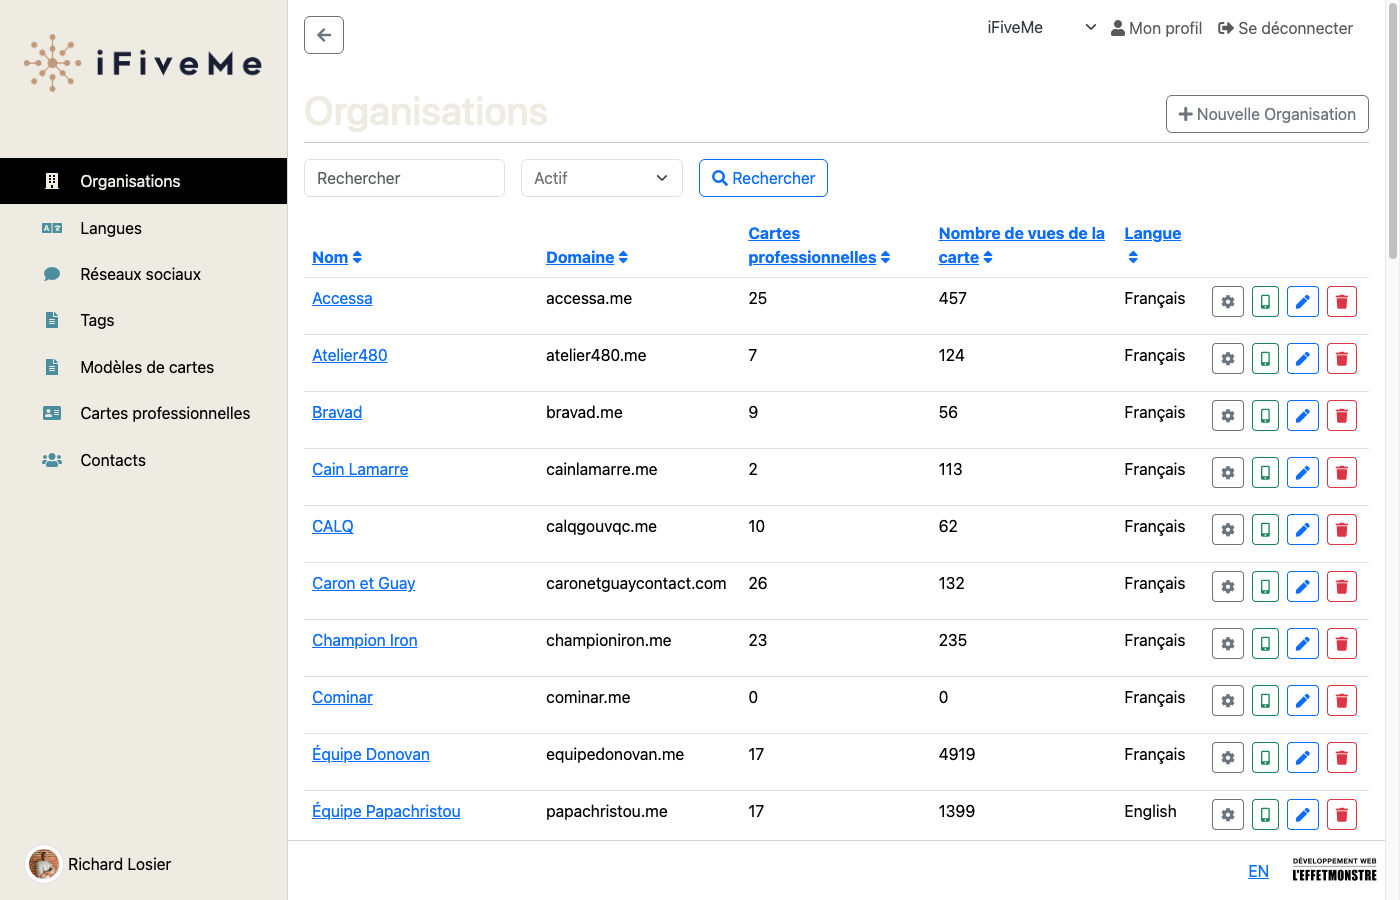 iFiveMe
iFiveMe
Mon profil
Se déconnecter
Organisations
Nouvelle Organisation
Organisations
Langues
Réseaux sociaux
Tags
Modèles de cartes
Cartes professionnelles
Contacts
Rechercher
Actif
Rechercher
Nom
Domaine
Cartes
professionnelles
Nombre de vues de la
carte
Langue
Accessa accessa.me 25 457 Français
Atelier480 atelier480.me 7 124 Français
Bravad bravad.me 9 56 Français
Cain Lamarre cainlamarre.me 2 113 Français
CALQ calqgouvqc.me 10 62 Français
Caron et Guay caronetguaycontact.com 26 132 Français
Champion Iron championiron.me 23 235 Français
Cominar cominar.me 0 0 Français
Équipe Donovan equipedonovan.me 17 4919 Français
Équipe Papachristou papachristou.me 17 1399 English
Richard Losier
EN
DÉVELOPPEMENT WEB
L'EFFETMONSTRE